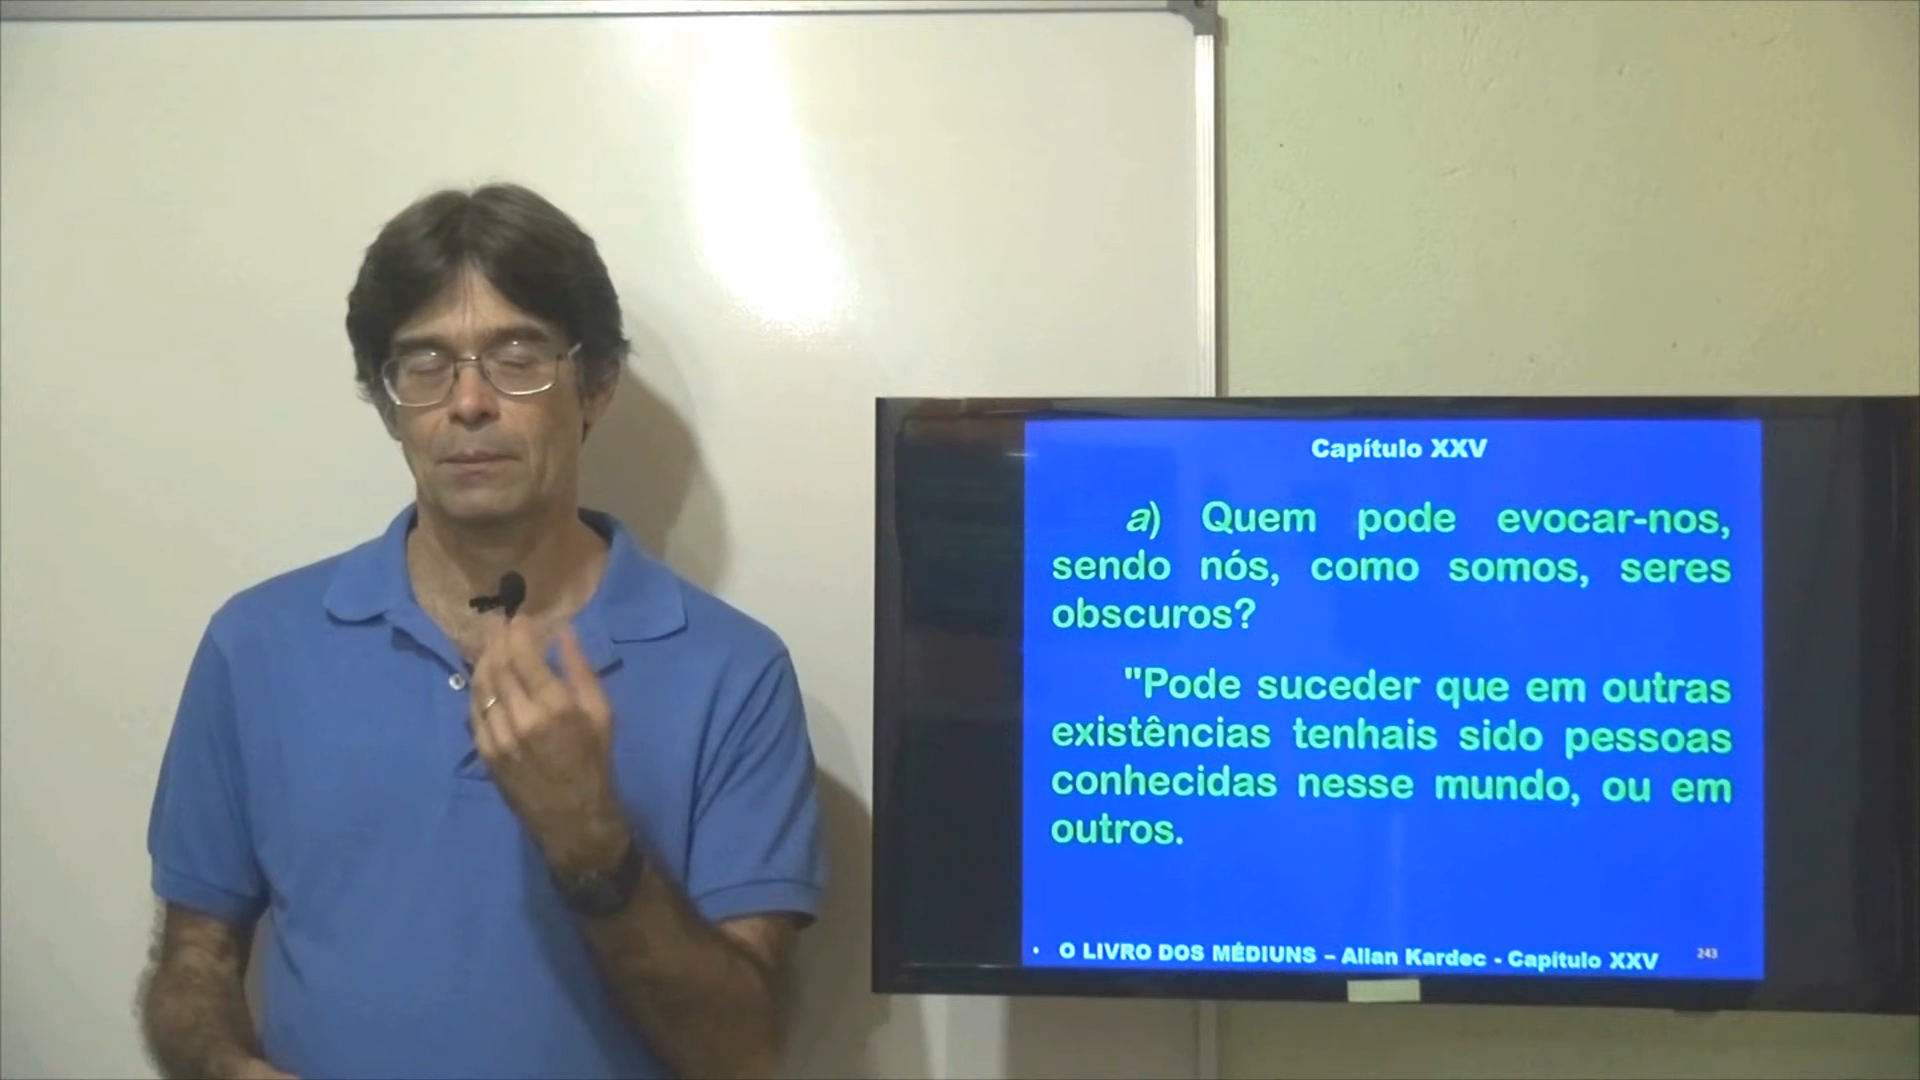 Capítulo XXV
a) Quem pode evocar-nos,
sendo nós, como somos, seres
obscuros?
"Pode suceder que em outras
existências tenhais sido pessoas
conhecidas nesse mundo, ou em
outros.
• O LIVRO DOS MÉDIUNS – Allan Kardec - Capítulo XXV
243